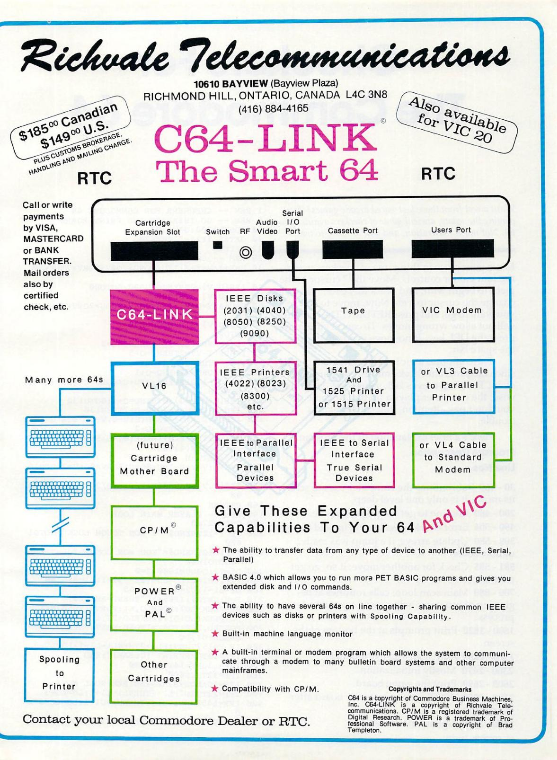 Richvale Telecommunications
10610 BAYVIEW (Bayview Plaza)
RICHMOND HILL, ONTARIO, CANADA L4C 3N8
(416) 884-4165
$185⁰⁰ Canadian
$149⁰⁰ U.S.
PLUS CUSTOMS BROKERAGE,
HANDLING AND MAILING CHARGE.
Also available
for VIC 20
C64-LINK©
The Smart 64
RTC
RTC
Call or write
payments
by VISA,
MASTERCARD
or BANK
TRANSFER.
Mail orders
also by
certified
check, etc.
Cartridge
Expansion Slot
Switch
RF
Audio
Video
Serial
I/O
Port
Cassette Port
Users Port
C64-LINK
IEEE Disks
(2031) (4040)
(8050) (8250)
(9090)
Tape
VIC Modem
Many more 64s
VL16
IEEE Printers
(4022) (8023)
(8300)
etc.
1541 Drive
And
1525 Printer
or 1515 Printer
or VL3 Cable
to Parallel
Printer
(future)
Cartridge
Mother Board
IEEE to Parallel
Interface
Parallel
Devices
IEEE to Serial
Interface
True Serial
Devices
or VL4 Cable
to Standard
Modem
CP/M©
POWER©
And
PAL©
Spooling
to
Printer
Other
Cartridges
Give These Expanded
Capabilities To Your 64 And VIC
★ The ability to transfer data from any type of device to another (IEEE, Serial,
Parallel)
★ BASIC 4.0 which allows you to run more PET BASIC programs and gives you
extended disk and I/O commands.
★ The ability to have several 64s on line together - sharing common IEEE
devices such as disks or printers with Spooling Capability.
★ Built-in machine language monitor
★ A built-in terminal or modem program which allows the system to communi-
cate through a modem to many bulletin board systems and other computer
mainframes.
★ Compatibility with CP/M.
Copyrights and Trademarks
C64 is a copyright of Commodore Business Machines,
Inc. C64-LINK is a copyright of Richvale Tele-
communications. CP/M is a registered trademark of
Digital Research. POWER is a trademark of Pro-
fessional Software. PAL is a copyright of Brad
Templeton.
Contact your local Commodore Dealer or RTC.